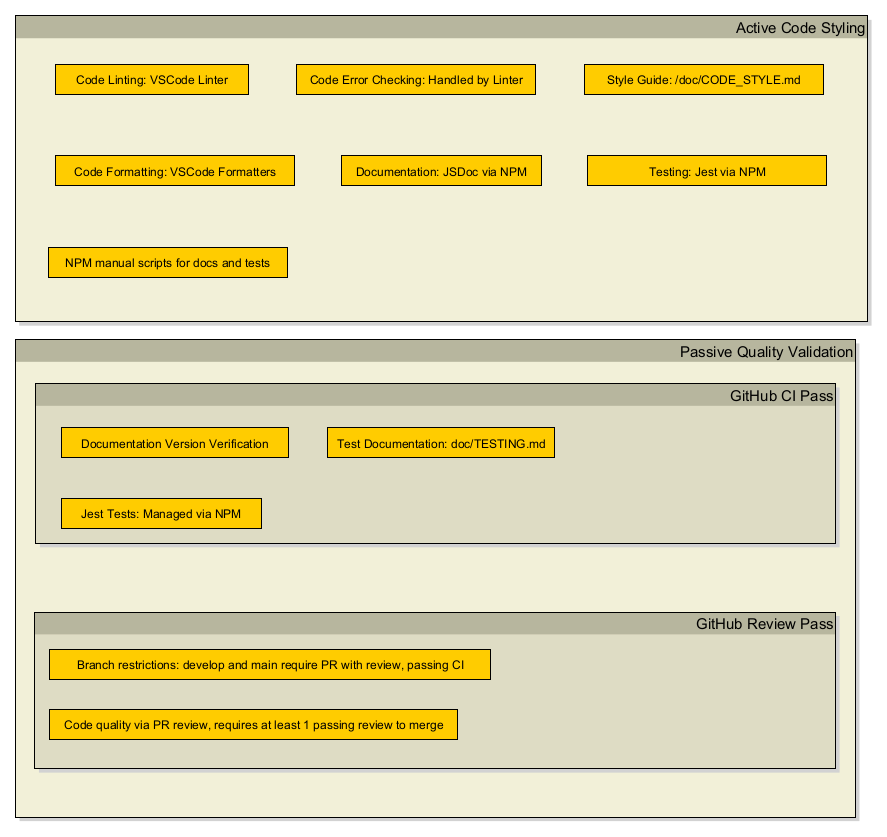 Active Code Styling
Code Linting: VSCode Linter
Code Error Checking: Handled by Linter
Style Guide: /doc/CODE_STYLE.md
Code Formatting: VSCode Formatters
Documentation: JSDoc via NPM
Testing: Jest via NPM
NPM manual scripts for docs and tests
Passive Quality Validation
GitHub CI Pass
Documentation Version Verification
Test Documentation: doc/TESTING.md
Jest Tests: Managed via NPM
GitHub Review Pass
Branch restrictions: develop and main require PR with review, passing CI
Code quality via PR review, requires at least 1 passing review to merge